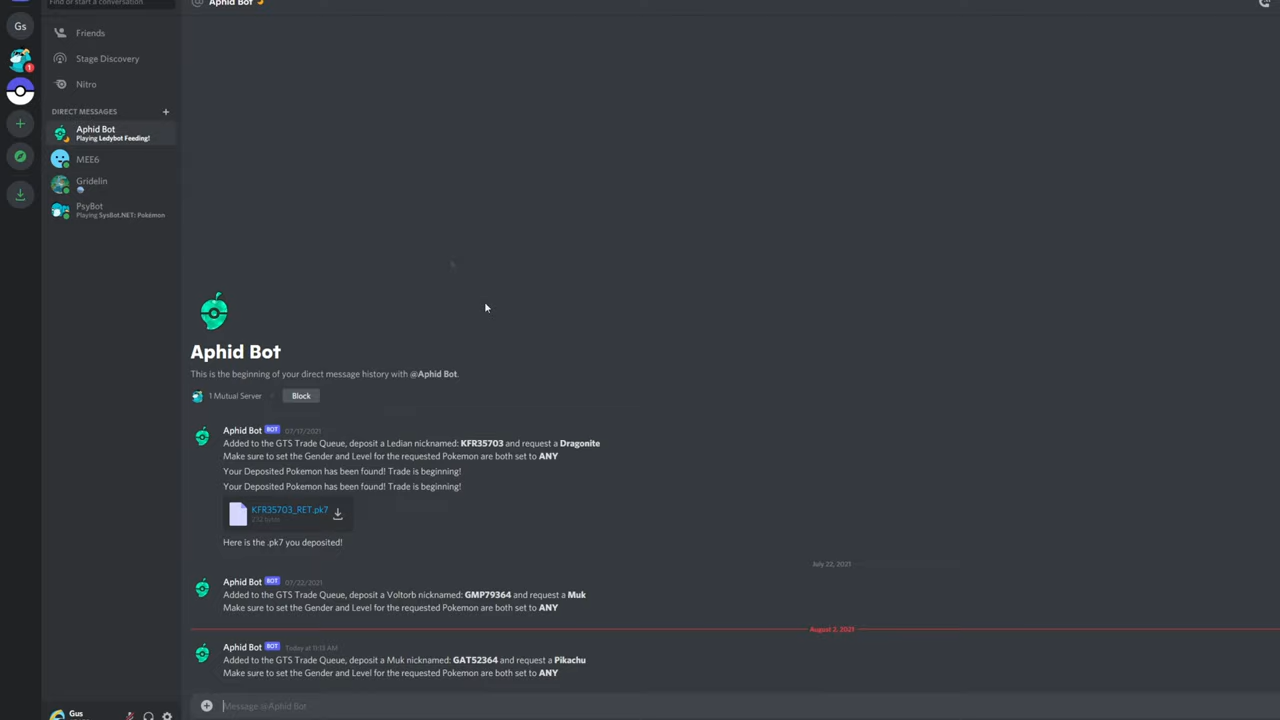 Find or start a conversation
Aphid Bot
Gs
Friends
1
Stage Discovery
Nitro
DIRECT MESSAGES
Aphid Bot
Playing Ledybot Feeding!
MEE6
Gridelin
PsyBot
Playing SysBot.NET: Pokémon
Aphid Bot
This is the beginning of your direct message history with @Aphid Bot.
1 Mutual Server
Block
Aphid Bot BOT 07/17/2021
Added to the GTS Trade Queue, deposit a Ledian nicknamed: KFR35703 and request a Dragonite
Make sure to set the Gender and Level for the requested Pokemon are both set to ANY
Your Deposited Pokemon has been found! Trade is beginning!
Your Deposited Pokemon has been found! Trade is beginning!
KFR35703_RET.pk7
232 bytes
Here is the .pk7 you deposited!
July 22, 2021
Aphid Bot BOT 07/22/2021
Added to the GTS Trade Queue, deposit a Voltorb nicknamed: GMP79364 and request a Muk
Make sure to set the Gender and Level for the requested Pokemon are both set to ANY
August 2, 2021
Aphid Bot BOT Today at 11:13 AM
Added to the GTS Trade Queue, deposit a Muk nicknamed: GAT52364 and request a Pikachu
Make sure to set the Gender and Level for the requested Pokemon are both set to ANY
Message @Aphid Bot
Gus